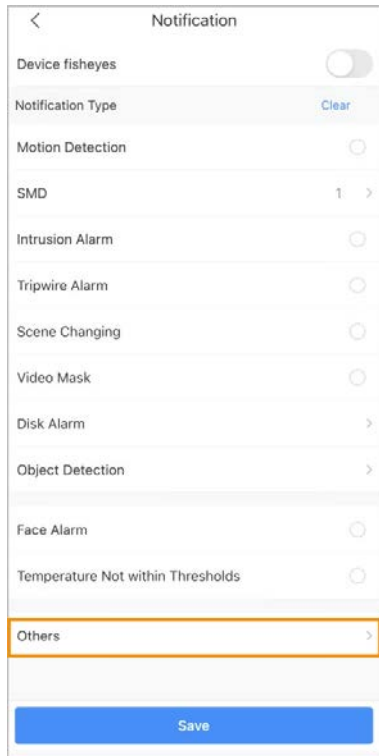 Notification
Device fisheyes
Notification Type Clear
Motion Detection
SMD 1
Intrusion Alarm
Tripwire Alarm
Scene Changing
Video Mask
Disk Alarm
Object Detection
Face Alarm
Temperature Not within Thresholds
Others
Save